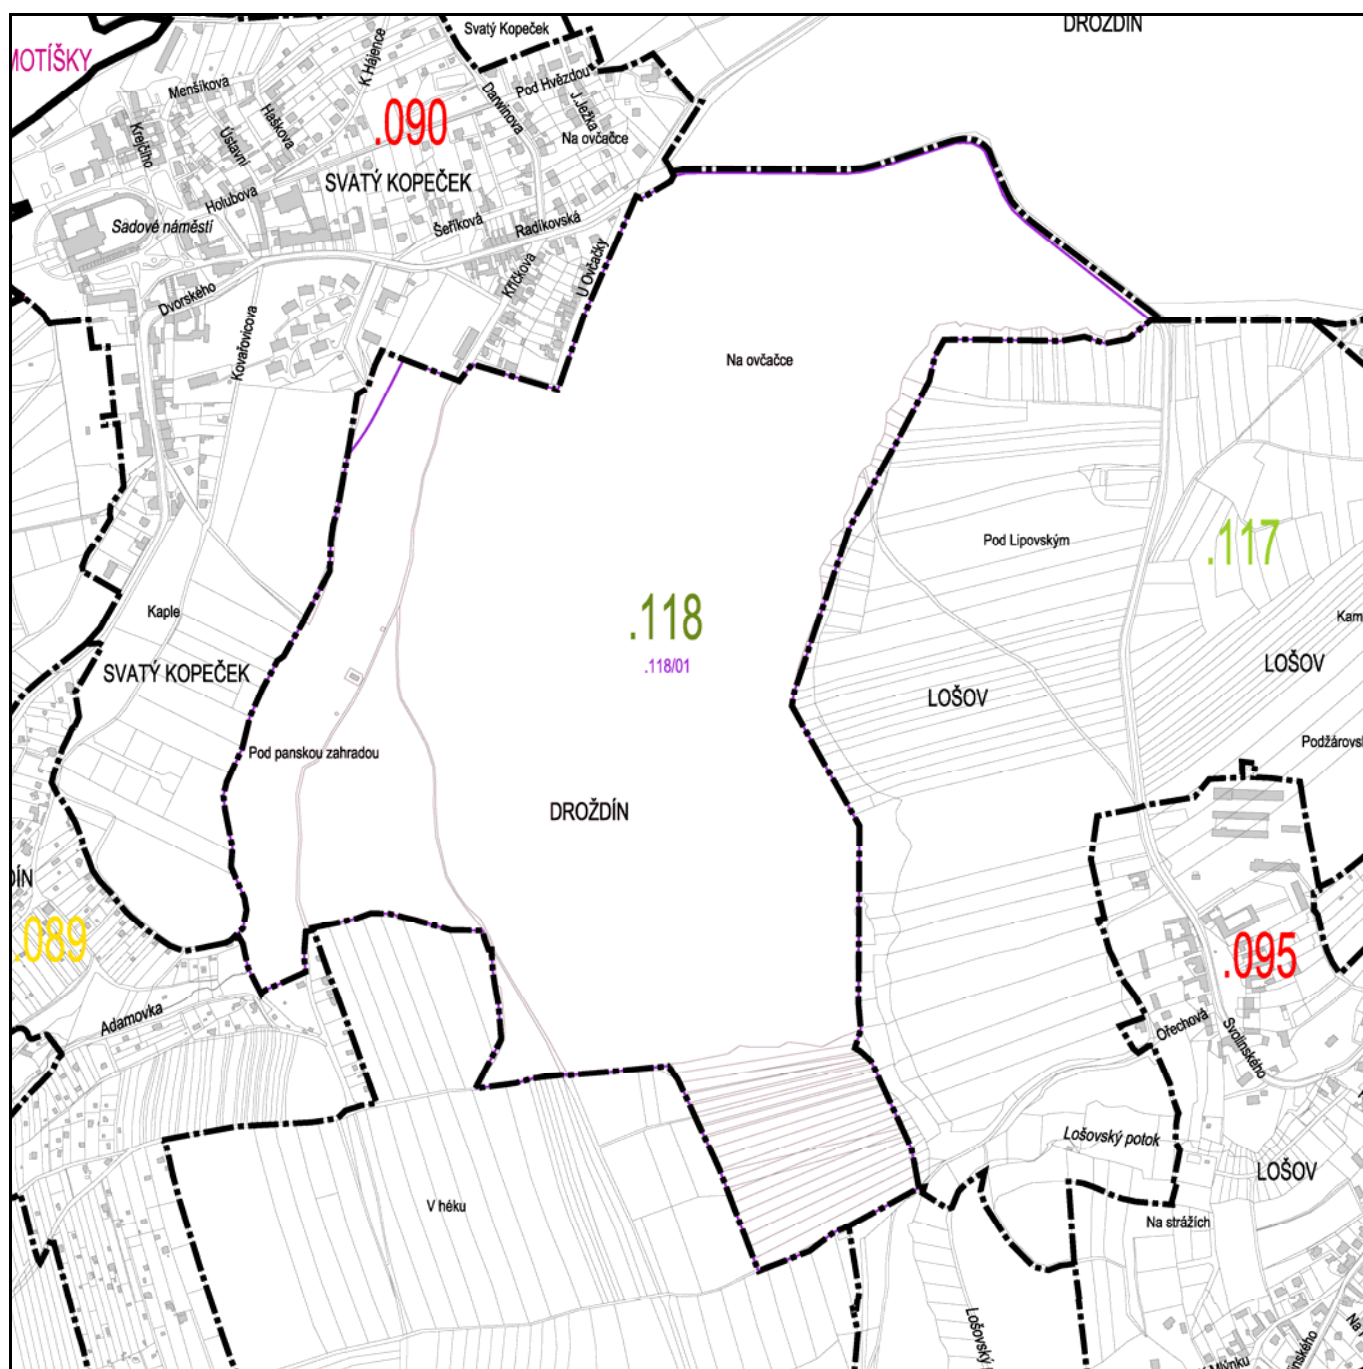 Svatý Kopeček
DROŽDÍN
MOTÍŠKY
K Hájence
Menšíkova
Pod Hvězdou
Darwinova
J.Ježka
Haškova
.090
Krejčího
Ústavní
Na ovčačce
SVATÝ KOPEČEK
Holubova
Sadové náměstí
Šeříková
Radíkovská
Křičkova
U Ovčačky
Dvorského
Kovařovicova
Na ovčačce
Pod Lipovským
.117
Kaple
.118
.118/01
SVATÝ KOPEČEK
LOŠOV
LOŠOV
Pod panskou zahradou
DROŽDÍN
.089
.095
Adamovka
Ořechová
Svolinského
Lošovský potok
LOŠOV
V héku
Na strážích
Lošovský